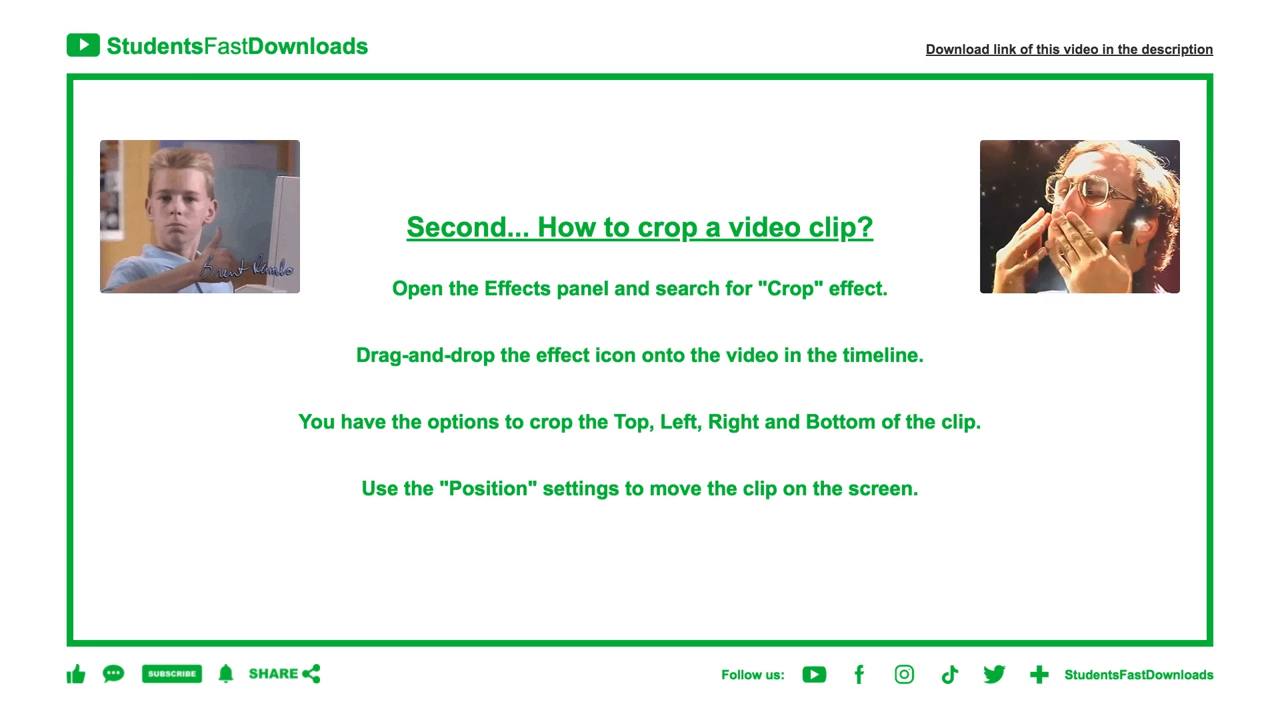 StudentsFastDownloads
Download link of this video in the description
Brent Rambo
Second... How to crop a video clip?
Open the Effects panel and search for "Crop" effect.
Drag-and-drop the effect icon onto the video in the timeline.
You have the options to crop the Top, Left, Right and Bottom of the clip.
Use the "Position" settings to move the clip on the screen.
SUBSCRIBE
SHARE
Follow us:
StudentsFastDownloads